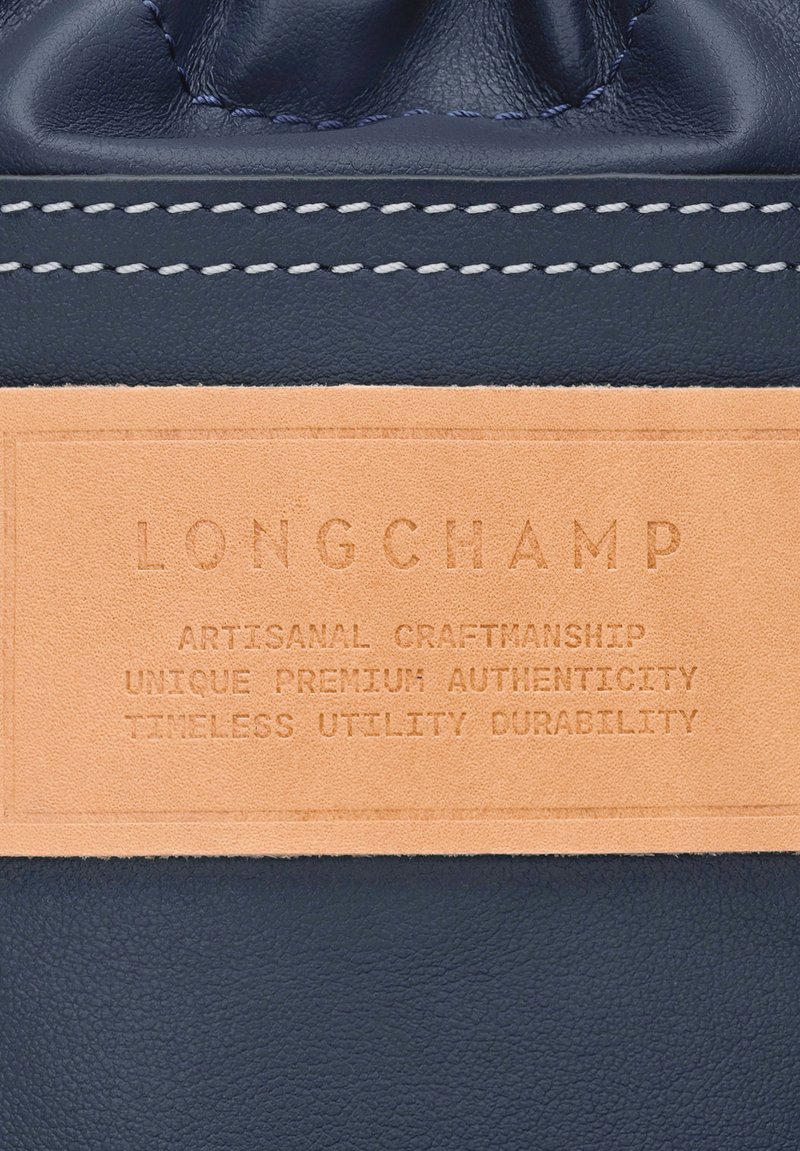 LONGCHAMP
ARTISANAL CRAFTMANSHIP
UNIQUE PREMIUM AUTHENTICITY
TIMELESS UTILITY DURABILITY